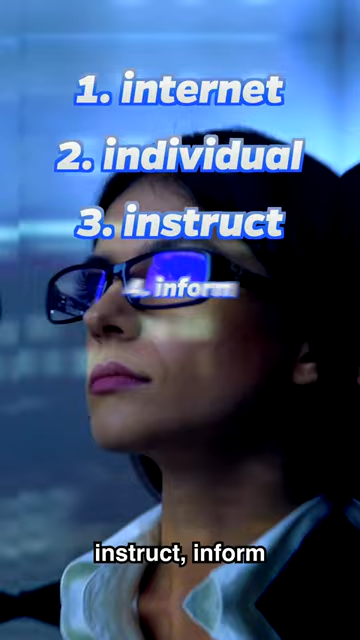 1. internet
2. individual
3. instruct
4. inform
instruct, inform